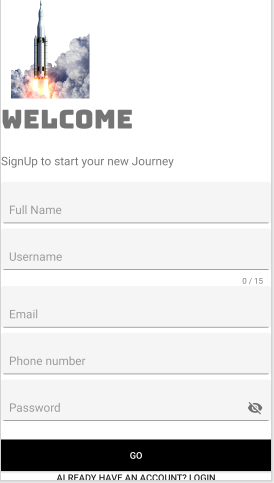 WELCOME
SignUp to start your new Journey
Full Name
Username
0 / 15
Email
Phone number
Password
GO
ALREADY HAVE AN ACCOUNT? LOGIN